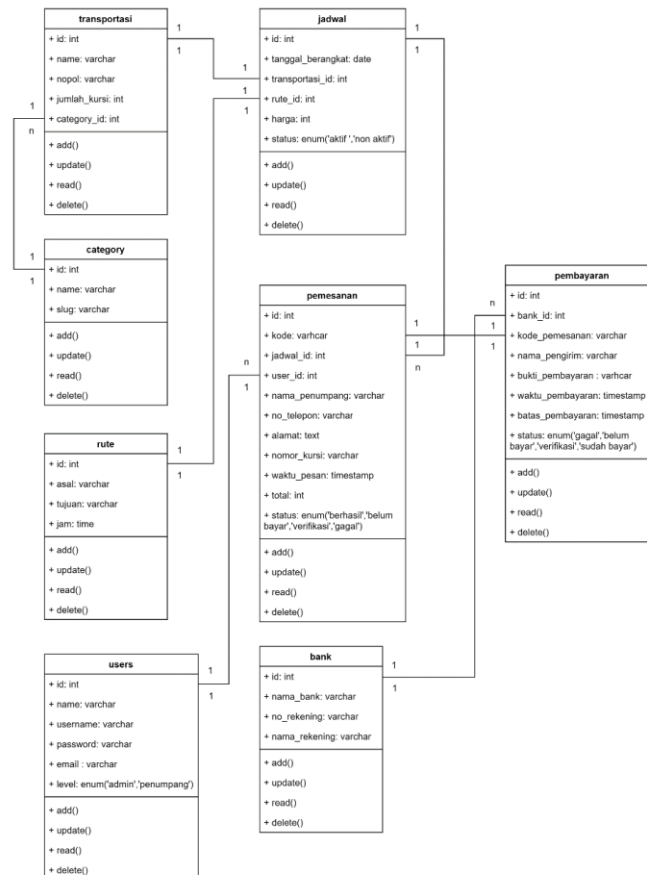 transportasi
+ id: int
+ name: varchar
+ nopol: varchar
+ jumlah_kursi: int
+ category_id: int
+ add()
+ update()
+ read()
+ delete()
1
1
1
n
1
1
category
+ id: int
+ name: varchar
+ slug: varchar
+ add()
+ update()
+ read()
+ delete()
rute
+ id: int
+ asal: varchar
+ tujuan: varchar
+ jam: time
+ add()
+ update()
+ read()
+ delete()
1
1
users
+ id: int
+ name: varchar
+ username: varchar
+ password: varchar
+ email : varchar
+ level: enum('admin','penumpang')
+ add()
+ update()
+ read()
+ delete()
1
1
jadwal
+ id: int
+ tanggal_berangkat: date
+ transportasi_id: int
+ rute_id: int
+ harga: int
+ status: enum('aktif ','non aktif')
+ add()
+ update()
+ read()
+ delete()
1
1
1
1
1
pemesanan
+ id: int
+ kode: varhcar
+ jadwal_id: int
+ user_id: int
+ nama_penumpang: varchar
+ no_telepon: varchar
+ alamat: text
+ nomor_kursi: varchar
+ waktu_pesan: timestamp
+ total: int
+ status: enum('berhasil','belum
bayar','verifikasi','gagal')
+ add()
+ update()
+ read()
+ delete()
n
1
1
1
n
bank
+ id: int
+ nama_bank: varchar
+ no_rekening: varchar
+ nama_rekening: varchar
+ add()
+ update()
+ read()
+ delete()
1
1
pembayaran
+ id: int
+ bank_id: int
+ kode_pemesanan: varchar
+ nama_pengirim: varchar
+ bukti_pembayaran : varhcar
+ waktu_pembayaran: timestamp
+ batas_pembayaran: timestamp
+ status: enum('gagal','belum
bayar','verifikasi','sudah bayar')
+ add()
+ update()
+ read()
+ delete()
n
1
1